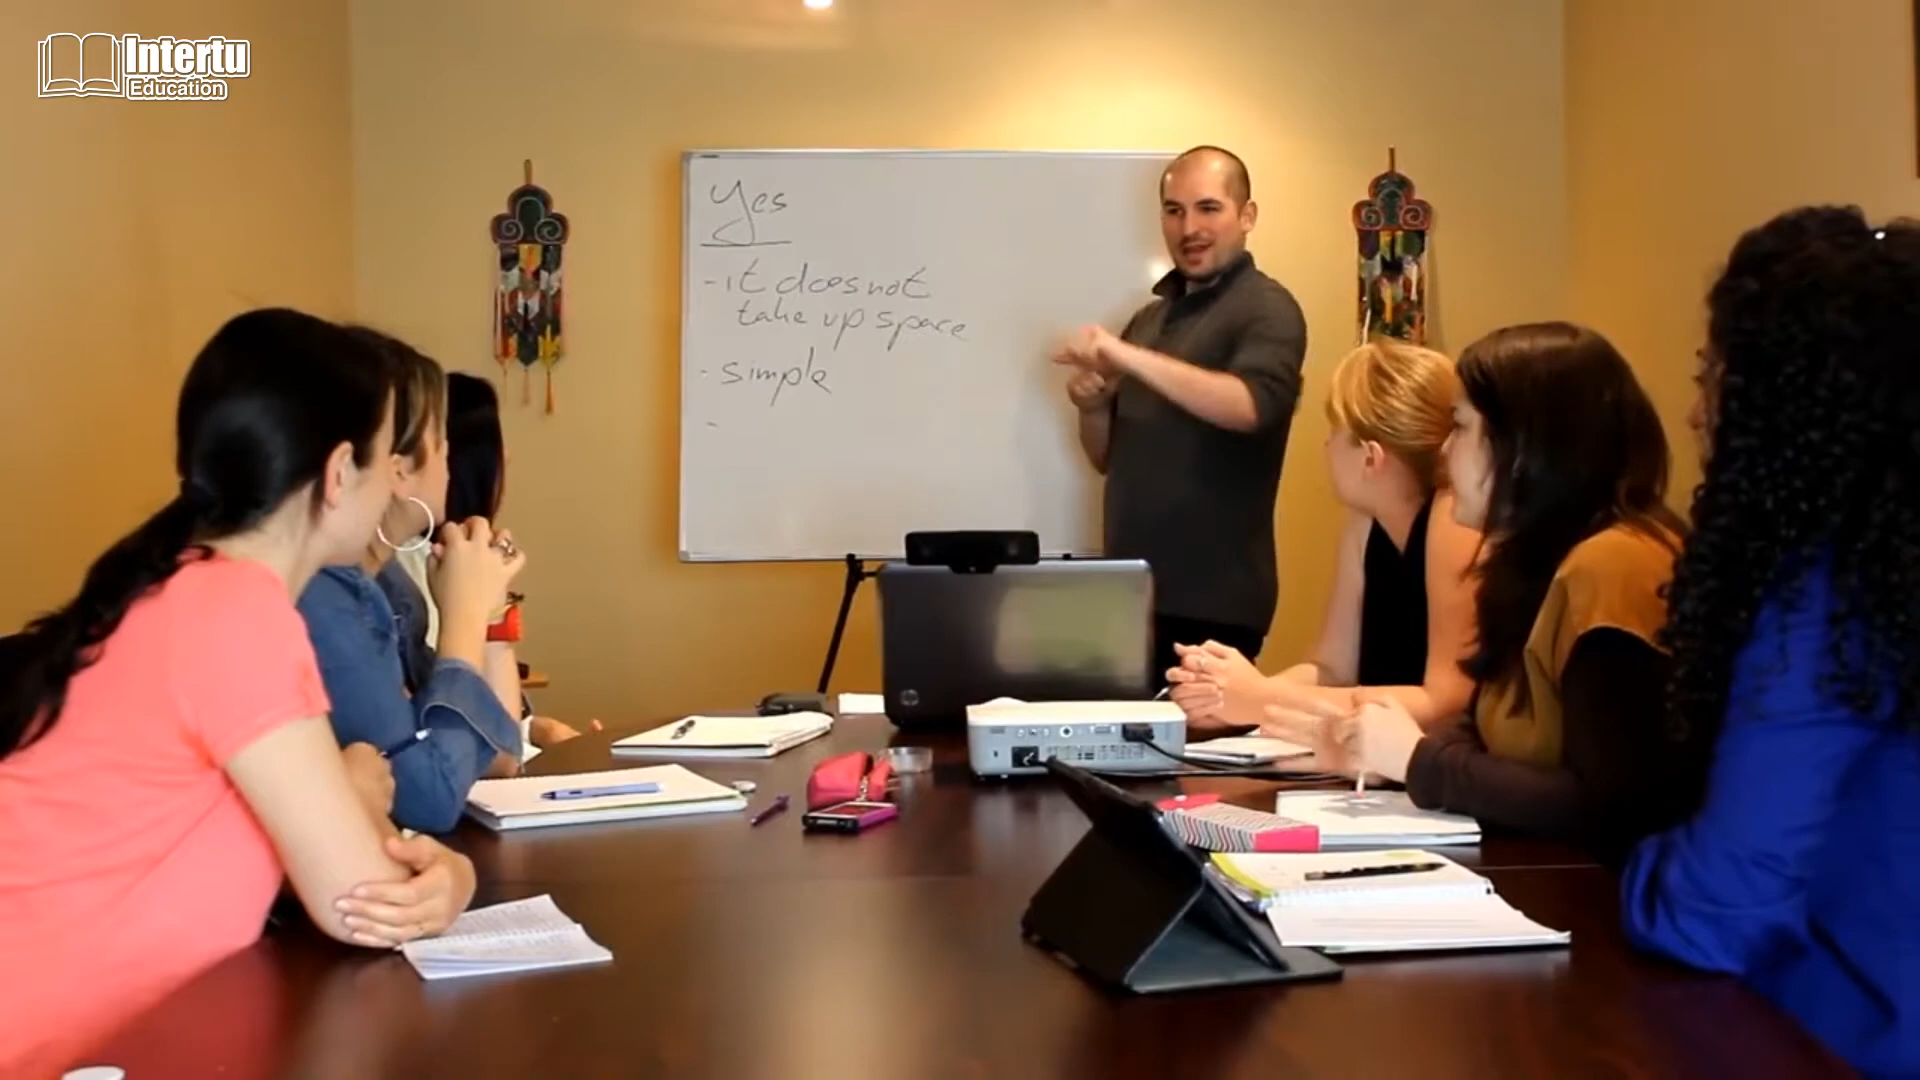 Intertu
Education
Yes
- it does not
take up space
- simple
-